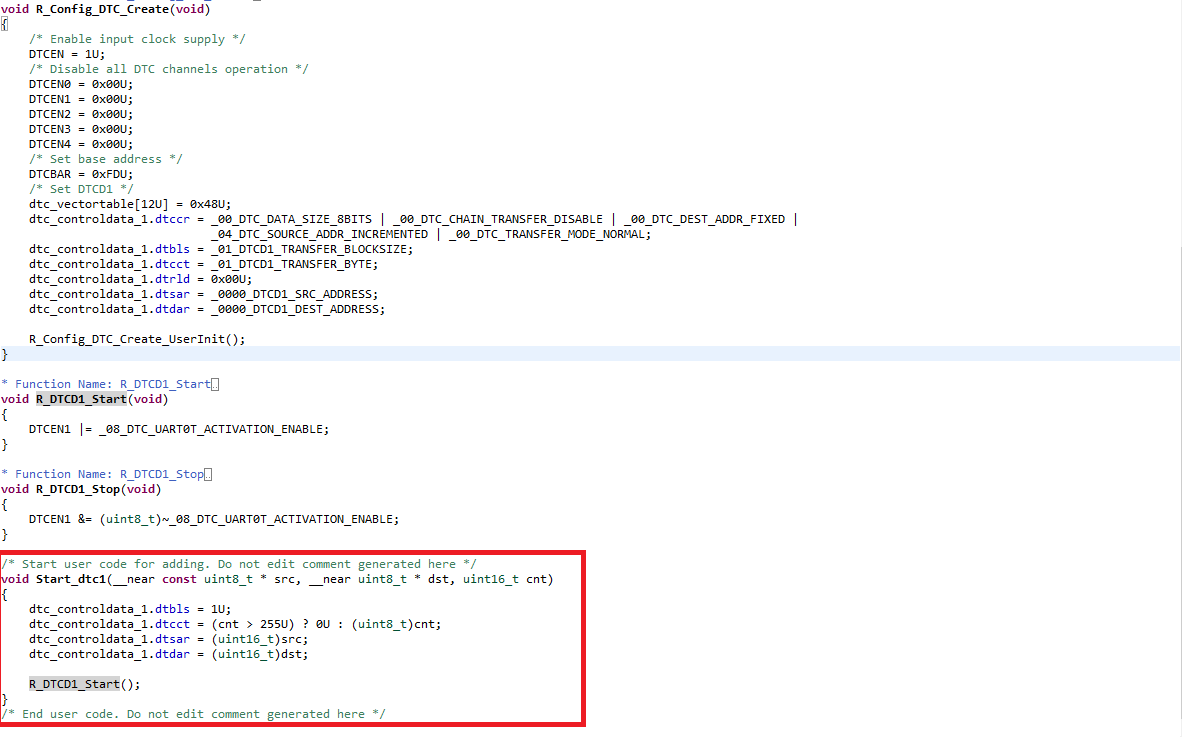 void R_Config_DTC_Create(void)
{
    /* Enable input clock supply */
    DTCEN = 1U;
    /* Disable all DTC channels operation */
    DTCEN0 = 0x00U;
    DTCEN1 = 0x00U;
    DTCEN2 = 0x00U;
    DTCEN3 = 0x00U;
    DTCEN4 = 0x00U;
    /* Set base address */
    DTCBAR = 0xFDU;
    /* Set DTCD1 */
    dtc_vectortable[12U] = 0x48U;
    dtc_controldata_1.dtccr = _00_DTC_DATA_SIZE_8BITS | _00_DTC_CHAIN_TRANSFER_DISABLE | _00_DTC_DEST_ADDR_FIXED |
                              _04_DTC_SOURCE_ADDR_INCREMENTED | _00_DTC_TRANSFER_MODE_NORMAL;
    dtc_controldata_1.dtbls = _01_DTCD1_TRANSFER_BLOCKSIZE;
    dtc_controldata_1.dtcct = _01_DTCD1_TRANSFER_BYTE;
    dtc_controldata_1.dtrld = 0x00U;
    dtc_controldata_1.dtsar = _0000_DTCD1_SRC_ADDRESS;
    dtc_controldata_1.dtdar = _0000_DTCD1_DEST_ADDRESS;

    R_Config_DTC_Create_UserInit();
}

* Function Name: R_DTCD1_Start..
void R_DTCD1_Start(void)
{
    DTCEN1 |= _08_DTC_UART0T_ACTIVATION_ENABLE;
}

* Function Name: R_DTCD1_Stop..
void R_DTCD1_Stop(void)
{
    DTCEN1 &= (uint8_t)~_08_DTC_UART0T_ACTIVATION_ENABLE;
}

/* Start user code for adding. Do not edit comment generated here */
void Start_dtc1(__near const uint8_t * src, __near uint8_t * dst, uint16_t cnt)
{
    dtc_controldata_1.dtbls = 1U;
    dtc_controldata_1.dtcct = (cnt > 255U) ? 0U : (uint8_t)cnt;
    dtc_controldata_1.dtsar = (uint16_t)src;
    dtc_controldata_1.dtdar = (uint16_t)dst;

    R_DTCD1_Start();
}
/* End user code. Do not edit comment generated here */